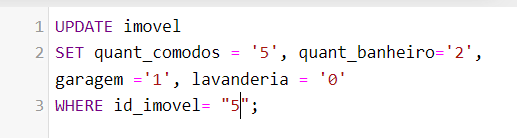 1 UPDATE imovel
2 SET quant_comodos = '5', quant_banheiro='2',
garagem ='1', lavanderia = '0'
3 WHERE id_imovel= "5";